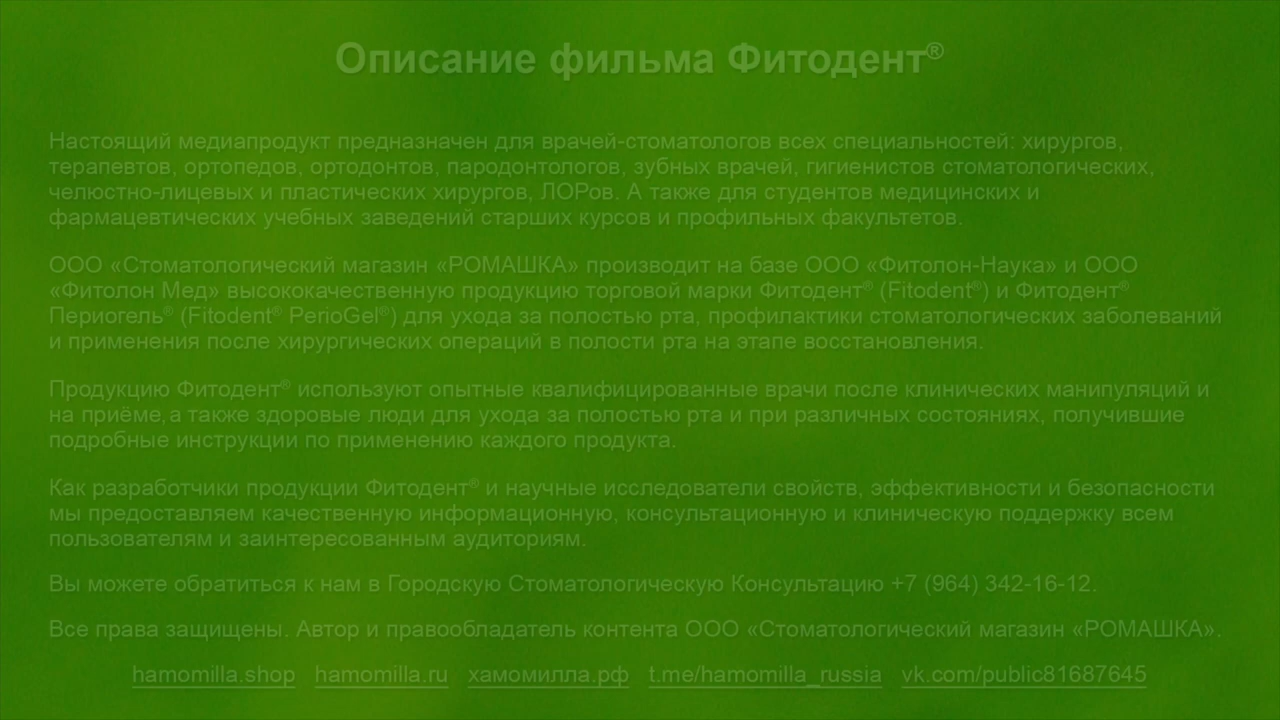 Описание фильма Фитодент®
Настоящий медиапродукт предназначен для врачей-стоматологов всех специальностей: хирургов,
терапевтов, ортопедов, ортодонтов, пародонтологов, зубных врачей, гигиенистов стоматологических,
челюстно-лицевых и пластических хирургов, ЛОРов. А также для студентов медицинских и
фармацевтических учебных заведений старших курсов и профильных факультетов.
ООО «Стоматологический магазин «РОМАШКА» производит на базе ООО «Фитолон-Наука» и ООО
«Фитолон Мед» высококачественную продукцию торговой марки Фитодент® (Fitodent®) и Фитодент®
Периогель® (Fitodent® PerioGel®) для ухода за полостью рта, профилактики стоматологических заболеваний
и применения после хирургических операций в полости рта на этапе восстановления.
Продукцию Фитодент® используют опытные квалифицированные врачи после клинических манипуляций и
на приёме, а также здоровые люди для ухода за полостью рта и при различных состояниях, получившие
подробные инструкции по применению каждого продукта.
Как разработчики продукции Фитодент® и научные исследователи свойств, эффективности и безопасности
мы предоставляем качественную информационную, консультационную и клиническую поддержку всем
пользователям и заинтересованным аудиториям.
Вы можете обратиться к нам в Городскую Стоматологическую Консультацию +7 (964) 342-16-12.
Все права защищены. Автор и правообладатель контента ООО «Стоматологический магазин «РОМАШКА».
hamomilla.shop hamomilla.ru хамомилла.рф t.me/hamomilla_russia vk.com/public81687645